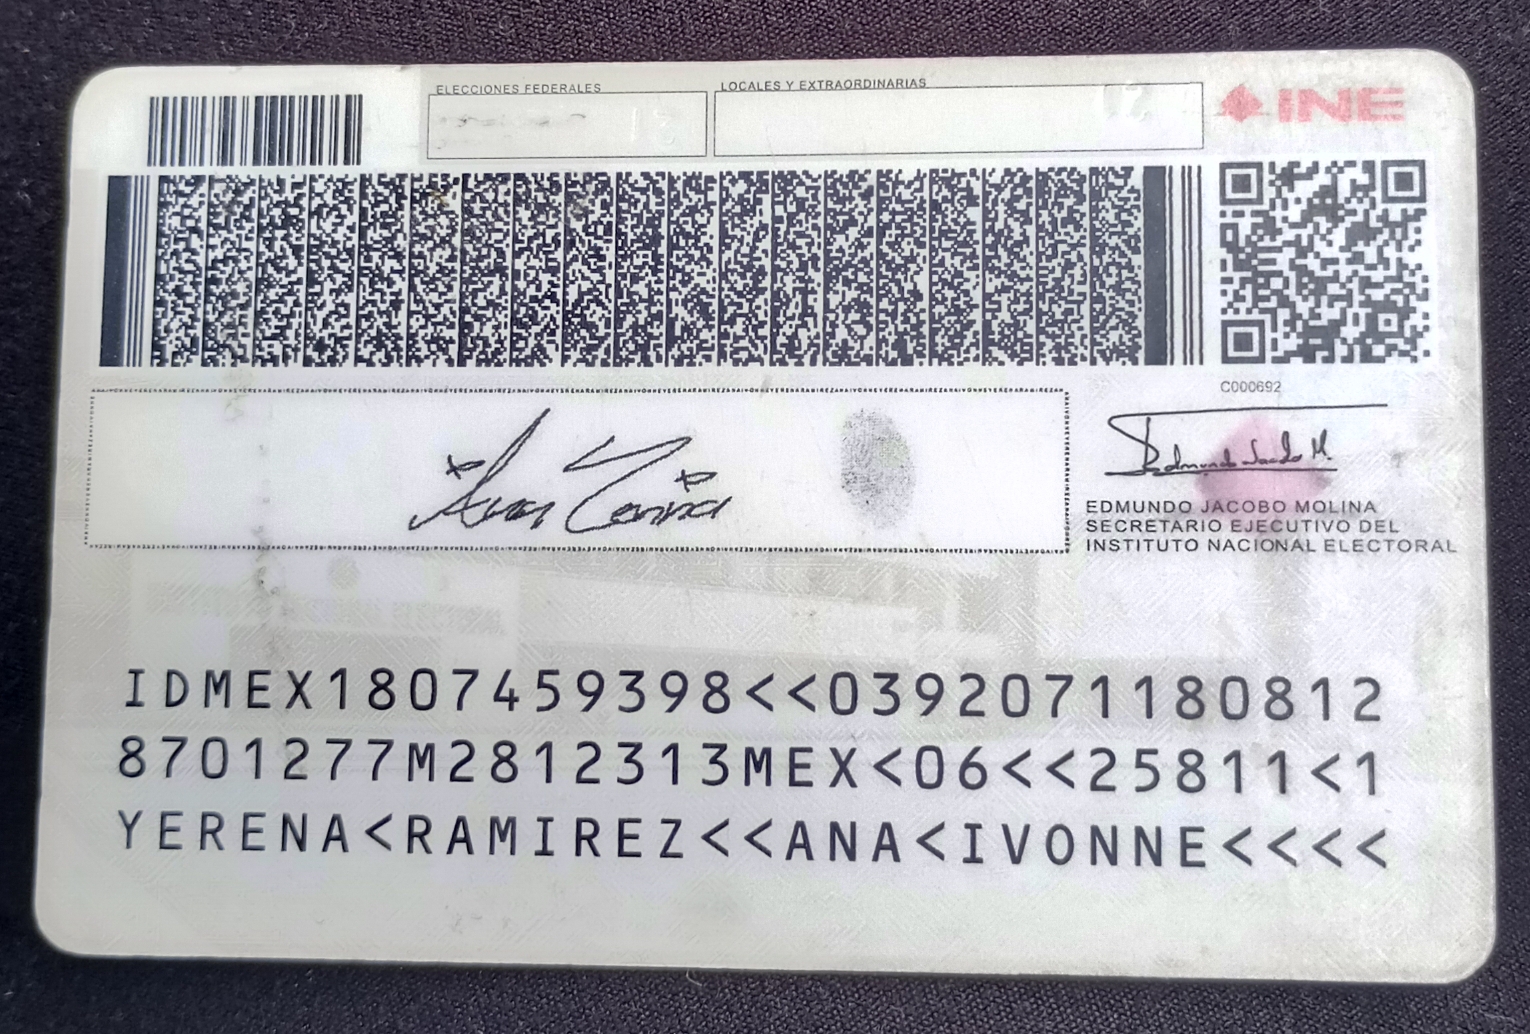 ELECCIONES FEDERALES
LOCALES Y EXTRAORDINARIAS
INE
C000692
EDMUNDO JACOBO MOLINA
SECRETARIO EJECUTIVO DEL
INSTITUTO NACIONAL ELECTORAL
IDMEX1807459398<<0392071180812
8701277M2812313MEX<06<<25811<1
YERENA<RAMIREZ<<ANA<IVONNE<<<<